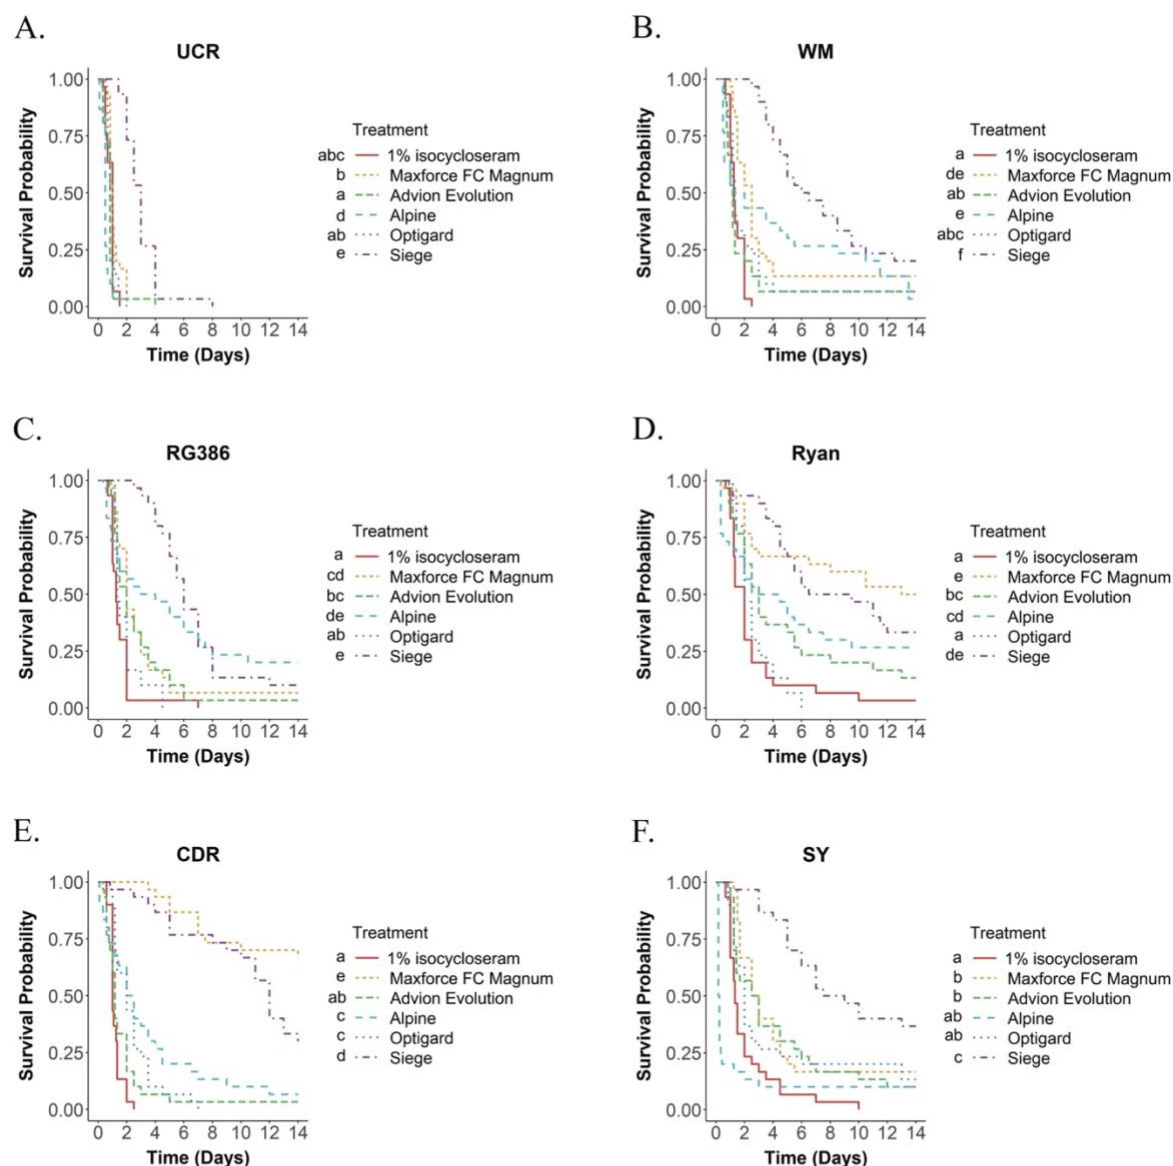 A.
UCR
Survival Probability
1.00
0.75
0.50
0.25
0.00
0 2 4 6 8 10 12 14
Time (Days)
Treatment
abc 1% isocycloseram
b Maxforce FC Magnum
a Advion Evolution
d Alpine
ab Optigard
e Siege
B.
WM
Survival Probability
1.00
0.75
0.50
0.25
0.00
0 2 4 6 8 10 12 14
Time (Days)
Treatment
a 1% isocycloseram
de Maxforce FC Magnum
ab Advion Evolution
e Alpine
abc Optigard
f Siege
C.
RG386
Survival Probability
1.00
0.75
0.50
0.25
0.00
0 2 4 6 8 10 12 14
Time (Days)
Treatment
a 1% isocycloseram
cd Maxforce FC Magnum
bc Advion Evolution
de Alpine
ab Optigard
e Siege
D.
Ryan
Survival Probability
1.00
0.75
0.50
0.25
0.00
0 2 4 6 8 10 12 14
Time (Days)
Treatment
a 1% isocycloseram
e Maxforce FC Magnum
bc Advion Evolution
cd Alpine
a Optigard
de Siege
E.
CDR
Survival Probability
1.00
0.75
0.50
0.25
0.00
0 2 4 6 8 10 12 14
Time (Days)
Treatment
a 1% isocycloseram
e Maxforce FC Magnum
ab Advion Evolution
c Alpine
c Optigard
d Siege
F.
SY
Survival Probability
1.00
0.75
0.50
0.25
0.00
0 2 4 6 8 10 12 14
Time (Days)
Treatment
a 1% isocycloseram
b Maxforce FC Magnum
b Advion Evolution
ab Alpine
ab Optigard
c Siege